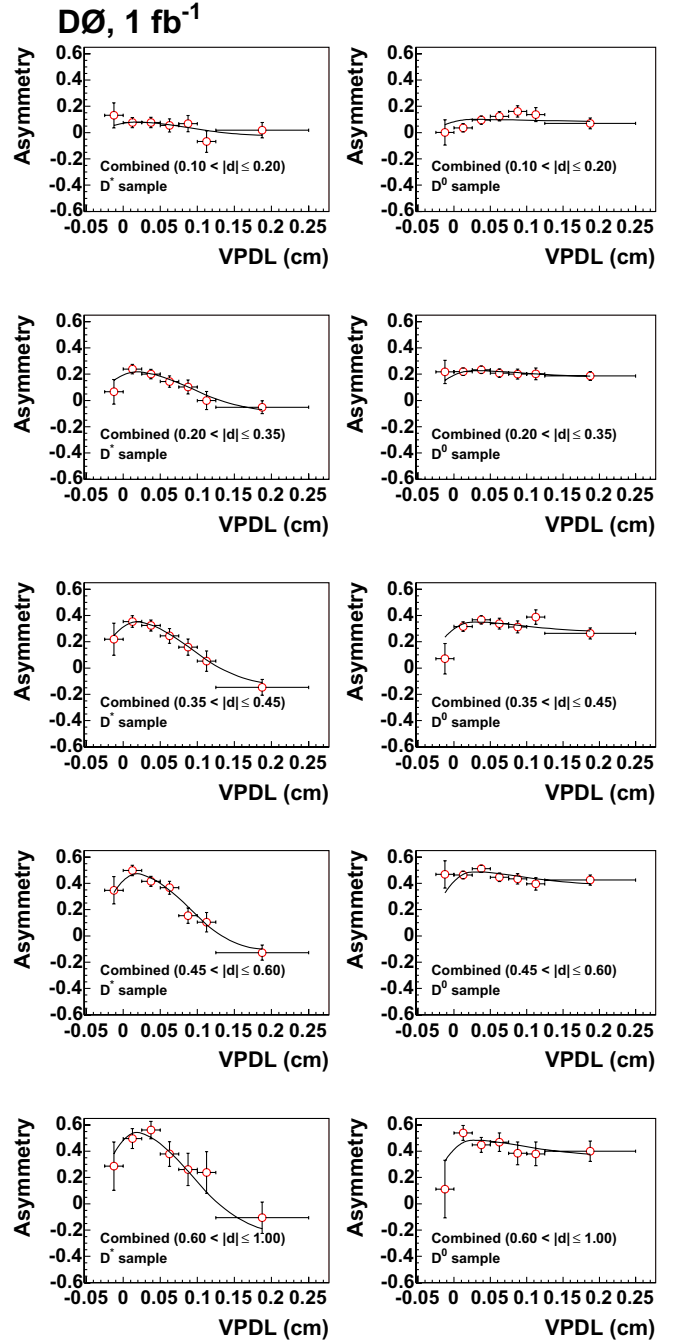 DØ, 1 fb⁻¹
Asymmetry
0.6
0.4
0.2
0
-0.2
-0.4
-0.6
Combined (0.10 < |d| ≤ 0.20)
D* sample
-0.05 0 0.05 0.1 0.15 0.2 0.25
VPDL (cm)
Asymmetry
0.6
0.4
0.2
0
-0.2
-0.4
-0.6
Combined (0.10 < |d| ≤ 0.20)
D⁰ sample
-0.05 0 0.05 0.1 0.15 0.2 0.25
VPDL (cm)
Asymmetry
0.6
0.4
0.2
0
-0.2
-0.4
-0.6
Combined (0.20 < |d| ≤ 0.35)
D* sample
-0.05 0 0.05 0.1 0.15 0.2 0.25
VPDL (cm)
Asymmetry
0.6
0.4
0.2
0
-0.2
-0.4
-0.6
Combined (0.20 < |d| ≤ 0.35)
D⁰ sample
-0.05 0 0.05 0.1 0.15 0.2 0.25
VPDL (cm)
Asymmetry
0.6
0.4
0.2
0
-0.2
-0.4
-0.6
Combined (0.35 < |d| ≤ 0.45)
D* sample
-0.05 0 0.05 0.1 0.15 0.2 0.25
VPDL (cm)
Asymmetry
0.6
0.4
0.2
0
-0.2
-0.4
-0.6
Combined (0.35 < |d| ≤ 0.45)
D⁰ sample
-0.05 0 0.05 0.1 0.15 0.2 0.25
VPDL (cm)
Asymmetry
0.6
0.4
0.2
0
-0.2
-0.4
-0.6
Combined (0.45 < |d| ≤ 0.60)
D* sample
-0.05 0 0.05 0.1 0.15 0.2 0.25
VPDL (cm)
Asymmetry
0.6
0.4
0.2
0
-0.2
-0.4
-0.6
Combined (0.45 < |d| ≤ 0.60)
D⁰ sample
-0.05 0 0.05 0.1 0.15 0.2 0.25
VPDL (cm)
Asymmetry
0.6
0.4
0.2
0
-0.2
-0.4
-0.6
Combined (0.60 < |d| ≤ 1.00)
D* sample
-0.05 0 0.05 0.1 0.15 0.2 0.25
VPDL (cm)
Asymmetry
0.6
0.4
0.2
0
-0.2
-0.4
-0.6
Combined (0.60 < |d| ≤ 1.00)
D⁰ sample
-0.05 0 0.05 0.1 0.15 0.2 0.25
VPDL (cm)